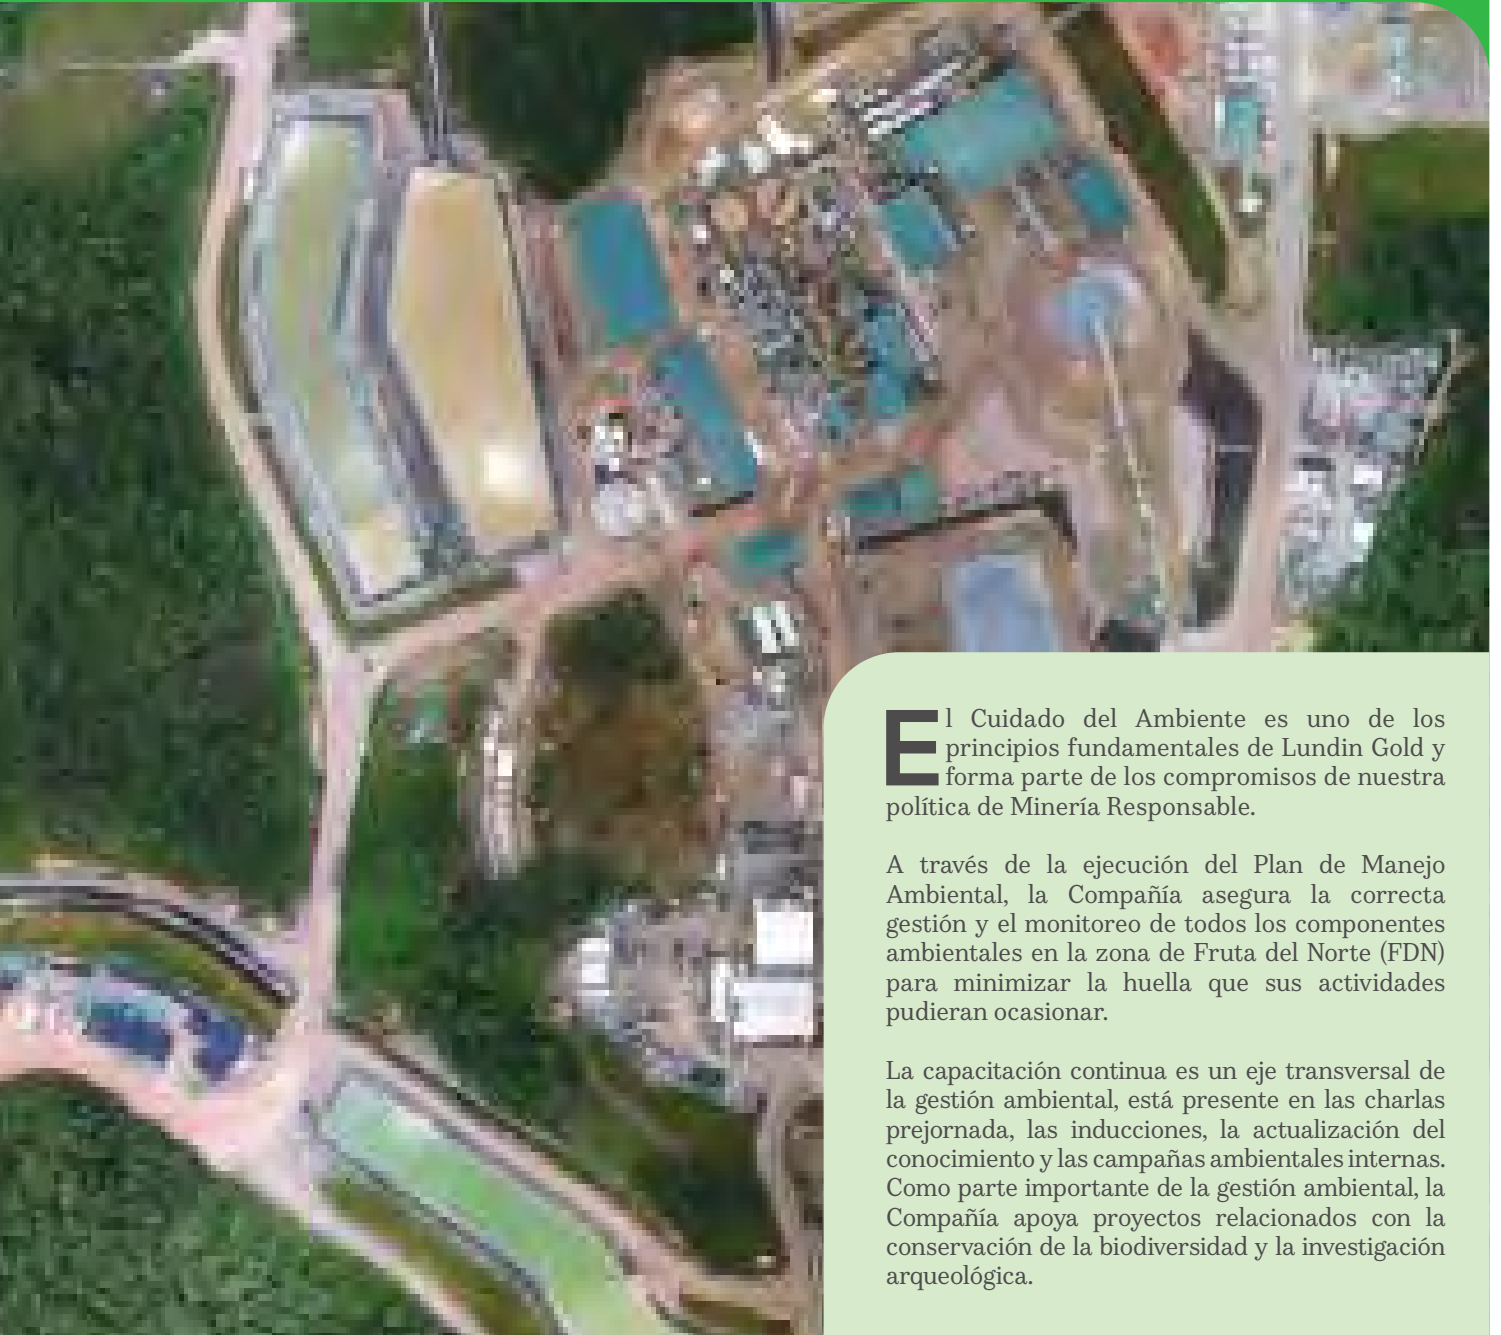 El Cuidado del Ambiente es uno de los
principios fundamentales de Lundin Gold y
forma parte de los compromisos de nuestra
política de Minería Responsable.
A través de la ejecución del Plan de Manejo
Ambiental, la Compañía asegura la correcta
gestión y el monitoreo de todos los componentes
ambientales en la zona de Fruta del Norte (FDN)
para minimizar la huella que sus actividades
pudieran ocasionar.
La capacitación continua es un eje transversal de
la gestión ambiental, está presente en las charlas
prejornada, las inducciones, la actualización del
conocimiento y las campañas ambientales internas.
Como parte importante de la gestión ambiental, la
Compañía apoya proyectos relacionados con la
conservación de la biodiversidad y la investigación
arqueológica.